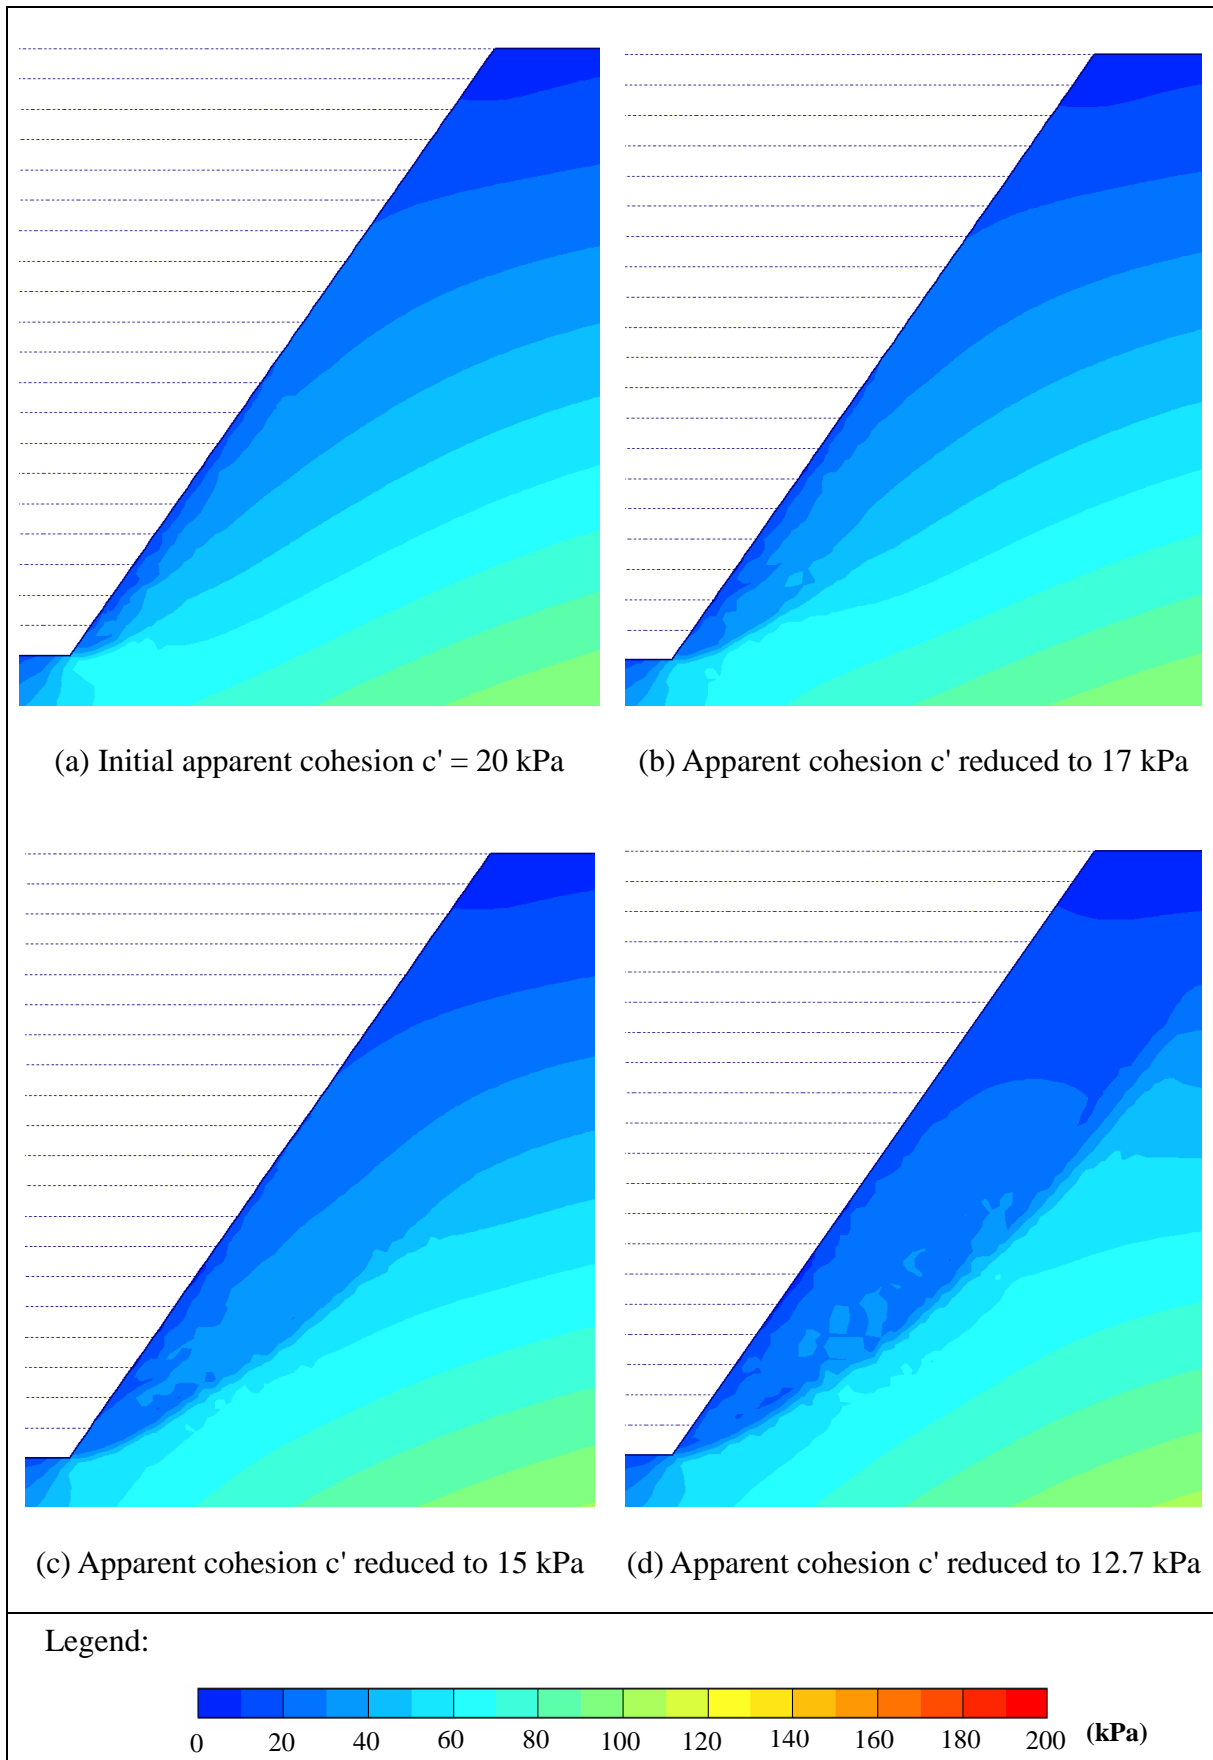 (a) Initial apparent cohesion c' = 20 kPa
(b) Apparent cohesion c' reduced to 17 kPa
(c) Apparent cohesion c' reduced to 15 kPa
(d) Apparent cohesion c' reduced to 12.7 kPa
Legend:
0 20 40 60 80 100 120 140 160 180 200 (kPa)